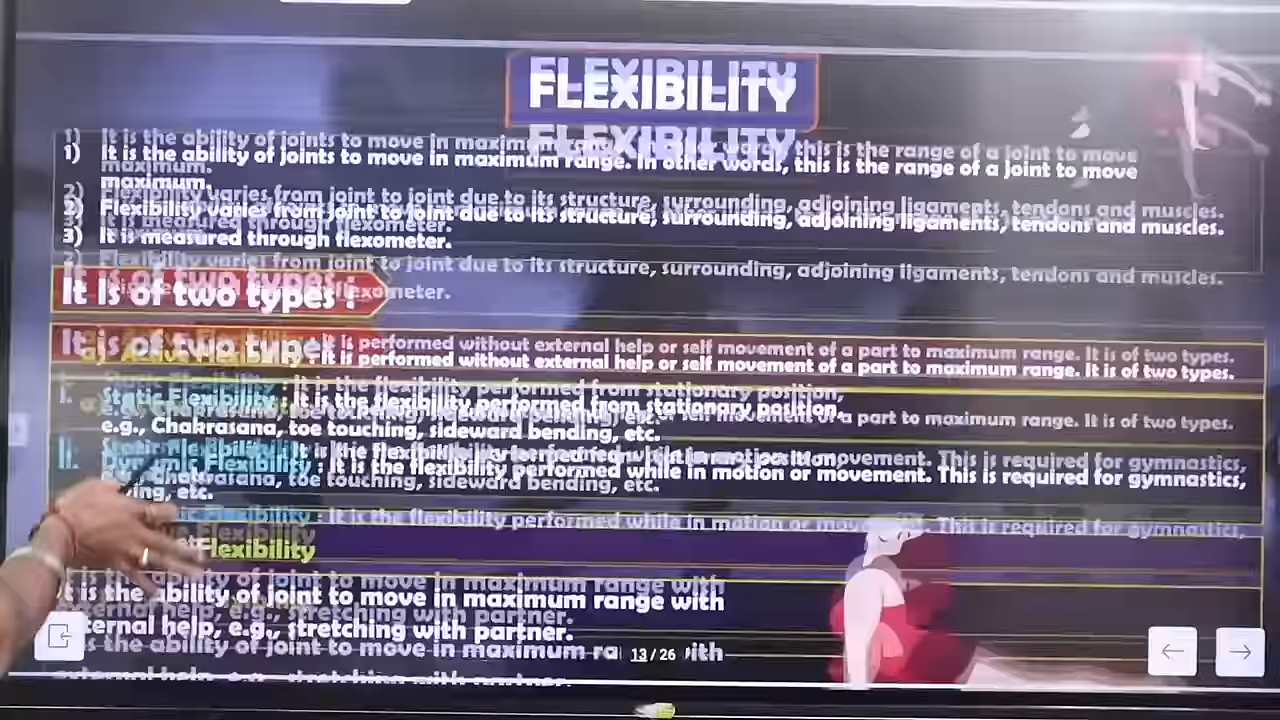 FLEXIBILITY
1) It is the ability of joints to move in maximum range. In other words, this is the range of a joint to move
maximum.
2) Flexibility varies from joint to joint due to its structure, surrounding, adjoining ligaments, tendons and muscles.
3) It is measured through flexometer.
It is of two types :
a) Active Flexibility : It is performed without external help or self movement of a part to maximum range. It is of two types.
I. Static Flexibility : It is the flexibility performed from stationary position,
e.g., Chakrasana, toe touching, sideward bending, etc.
II. Dynamic Flexibility : It is the flexibility performed while in motion or movement. This is required for gymnastics,
etc.
Flexibility
It is the ability of joint to move in maximum range with
external help, e.g., stretching with partner.
13 / 26